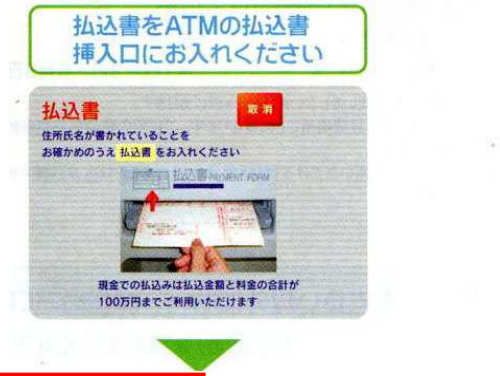 払込書をATMの払込書
挿入口にお入れください
払込書
取消
住所氏名が書かれていることを
お確かめのうえ 払込書 をお入れください
払込書 PAYMENT FORM
現金での払込みは払込金額と料金の合計が
100万円までご利用いただけます